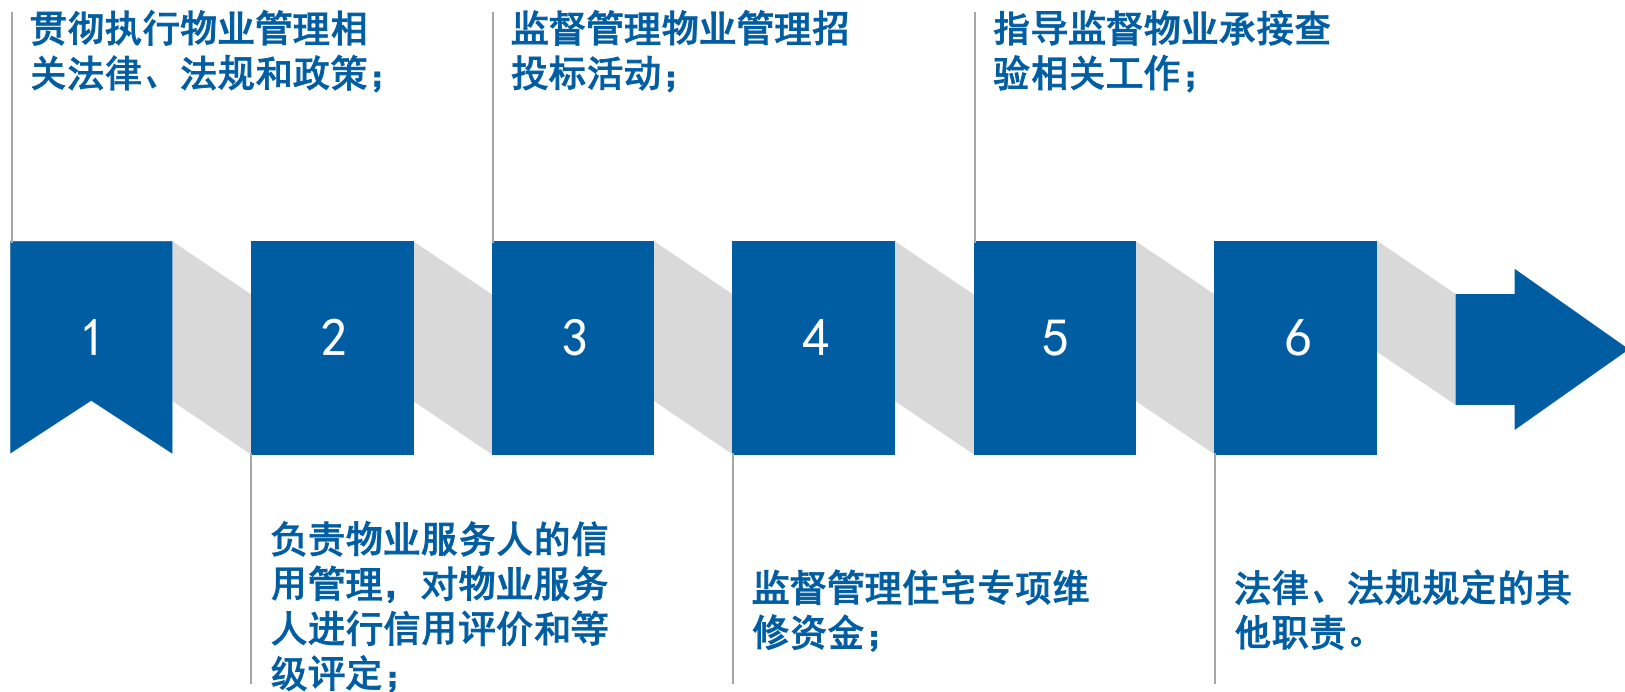 贯彻执行物业管理相
关法律、法规和政策；
监督管理物业管理招
投标活动；
指导监督物业承接查
验相关工作；
1
2
3
4
5
6
负责物业服务人的信
用管理，对物业服务
人进行信用评价和等
级评定；
监督管理住宅专项维
修资金；
法律、法规规定的其
他职责。